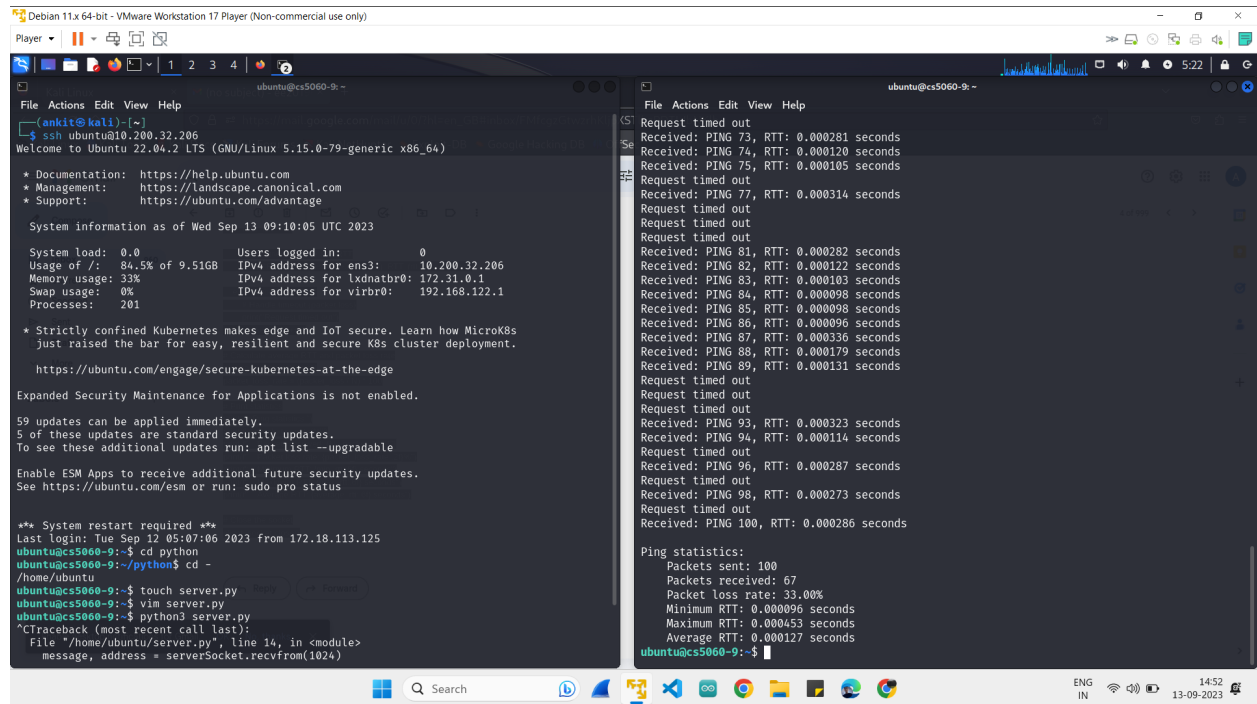 Debian 11.x 64-bit - VMware Workstation 17 Player (Non-commercial use only)
Player
1 2 3 4
5:22
ubuntu@cs5060-9: ~
File Actions Edit View Help
┌──(ankit㉿kali)-[~]
└─$ ssh ubuntu@10.200.32.206
Welcome to Ubuntu 22.04.2 LTS (GNU/Linux 5.15.0-79-generic x86_64)
* Documentation: https://help.ubuntu.com
* Management: https://landscape.canonical.com
* Support: https://ubuntu.com/advantage
System information as of Wed Sep 13 09:10:05 UTC 2023
System load: 0.0 Users logged in: 0
Usage of /: 84.5% of 9.51GB IPv4 address for ens3: 10.200.32.206
Memory usage: 33% IPv4 address for lxdnatbr0: 172.31.0.1
Swap usage: 0% IPv4 address for virbr0: 192.168.122.1
Processes: 201
* Strictly confined Kubernetes makes edge and IoT secure. Learn how MicroK8s
just raised the bar for easy, resilient and secure K8s cluster deployment.
https://ubuntu.com/engage/secure-kubernetes-at-the-edge
Expanded Security Maintenance for Applications is not enabled.
59 updates can be applied immediately.
5 of these updates are standard security updates.
To see these additional updates run: apt list --upgradable
Enable ESM Apps to receive additional future security updates.
See https://ubuntu.com/esm or run: sudo pro status
*** System restart required ***
Last login: Tue Sep 12 05:07:06 2023 from 172.18.113.125
ubuntu@cs5060-9:~$ cd python
ubuntu@cs5060-9:~/python$ cd -
/home/ubuntu
ubuntu@cs5060-9:~$ touch server.py
ubuntu@cs5060-9:~$ vim server.py
ubuntu@cs5060-9:~$ python3 server.py
^CTraceback (most recent call last):
File "/home/ubuntu/server.py", line 14, in <module>
message, address = serverSocket.recvfrom(1024)
ubuntu@cs5060-9: ~
File Actions Edit View Help
Request timed out
Received: PING 73, RTT: 0.000281 seconds
Received: PING 74, RTT: 0.000120 seconds
Received: PING 75, RTT: 0.000105 seconds
Request timed out
Received: PING 77, RTT: 0.000314 seconds
Request timed out
Request timed out
Request timed out
Received: PING 81, RTT: 0.000282 seconds
Received: PING 82, RTT: 0.000122 seconds
Received: PING 83, RTT: 0.000103 seconds
Received: PING 84, RTT: 0.000098 seconds
Received: PING 85, RTT: 0.000098 seconds
Received: PING 86, RTT: 0.000096 seconds
Received: PING 87, RTT: 0.000336 seconds
Received: PING 88, RTT: 0.000179 seconds
Received: PING 89, RTT: 0.000131 seconds
Request timed out
Request timed out
Request timed out
Received: PING 93, RTT: 0.000323 seconds
Received: PING 94, RTT: 0.000114 seconds
Request timed out
Received: PING 96, RTT: 0.000287 seconds
Request timed out
Received: PING 98, RTT: 0.000273 seconds
Request timed out
Received: PING 100, RTT: 0.000286 seconds
Ping statistics:
Packets sent: 100
Packets received: 67
Packet loss rate: 33.00%
Minimum RTT: 0.000096 seconds
Maximum RTT: 0.000453 seconds
Average RTT: 0.000127 seconds
ubuntu@cs5060-9:~$
Search
ENG
IN
14:52
13-09-2023